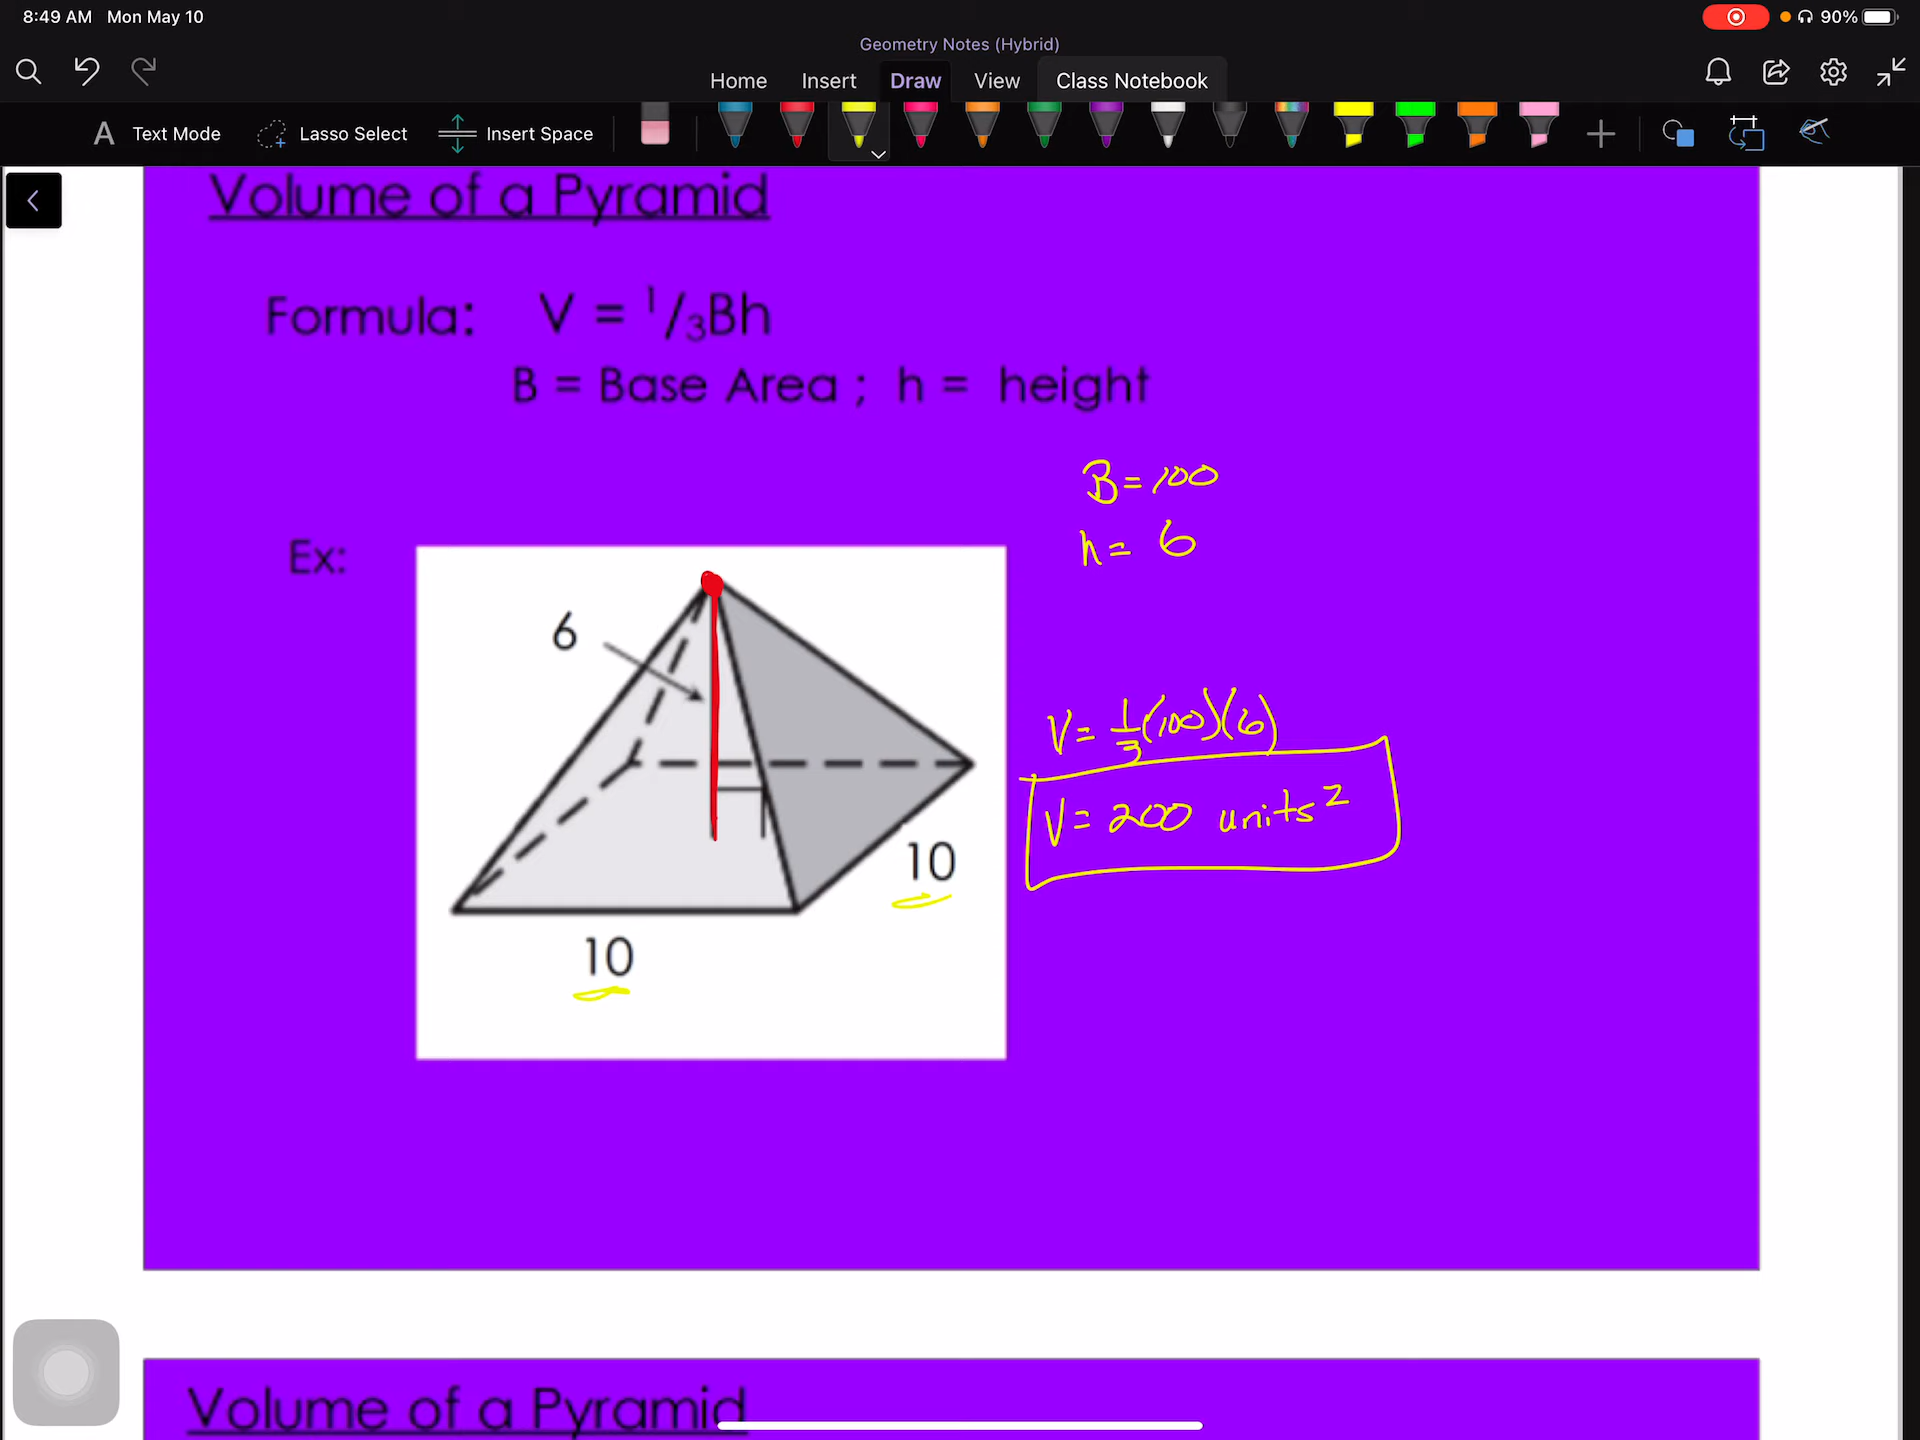 8:49 AM Mon May 10
90%
Geometry Notes (Hybrid)
Home Insert Draw View Class Notebook
A Text Mode Lasso Select Insert Space
Volume of a Pyramid
Formula: V = ¹/₃Bh
B = Base Area ; h = height
B = 100
h = 6
Ex:
6
V = 1/3 (100)(6)
V = 200 units²
10
10
Volume of a Pyramid